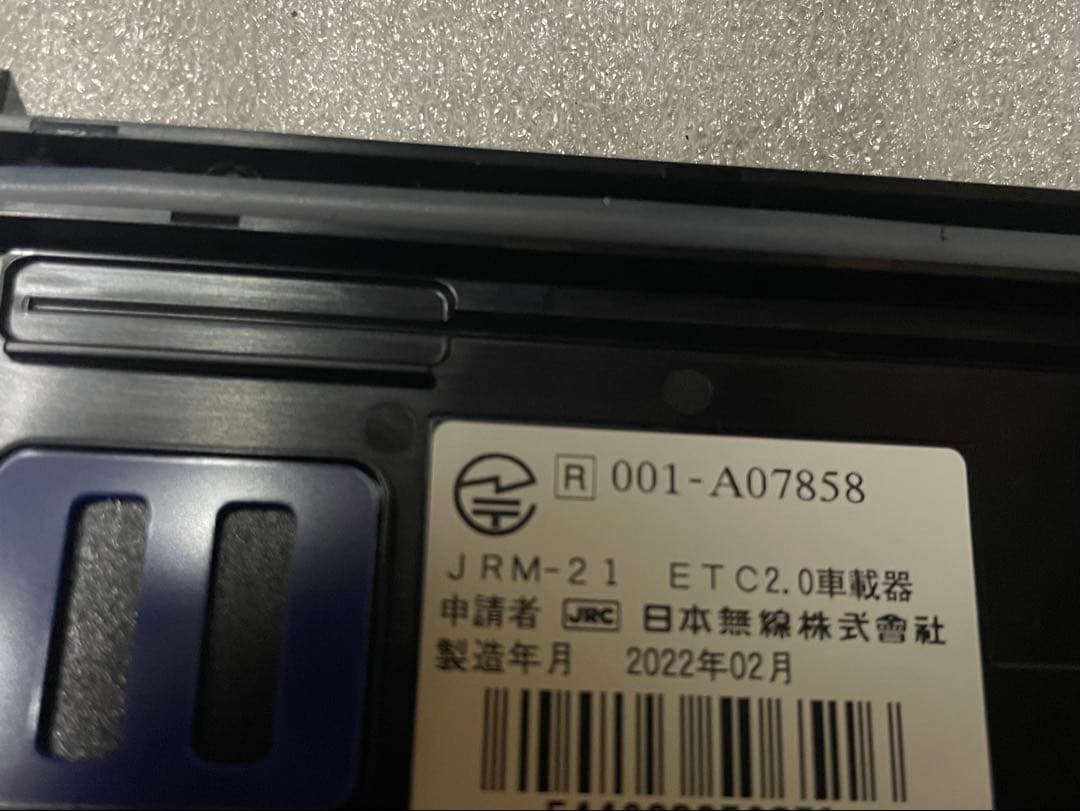 R 001-A07858
JRM-21 ETC2.0車載器
申請者 JRC 日本無線株式會社
製造年月 2022年02月